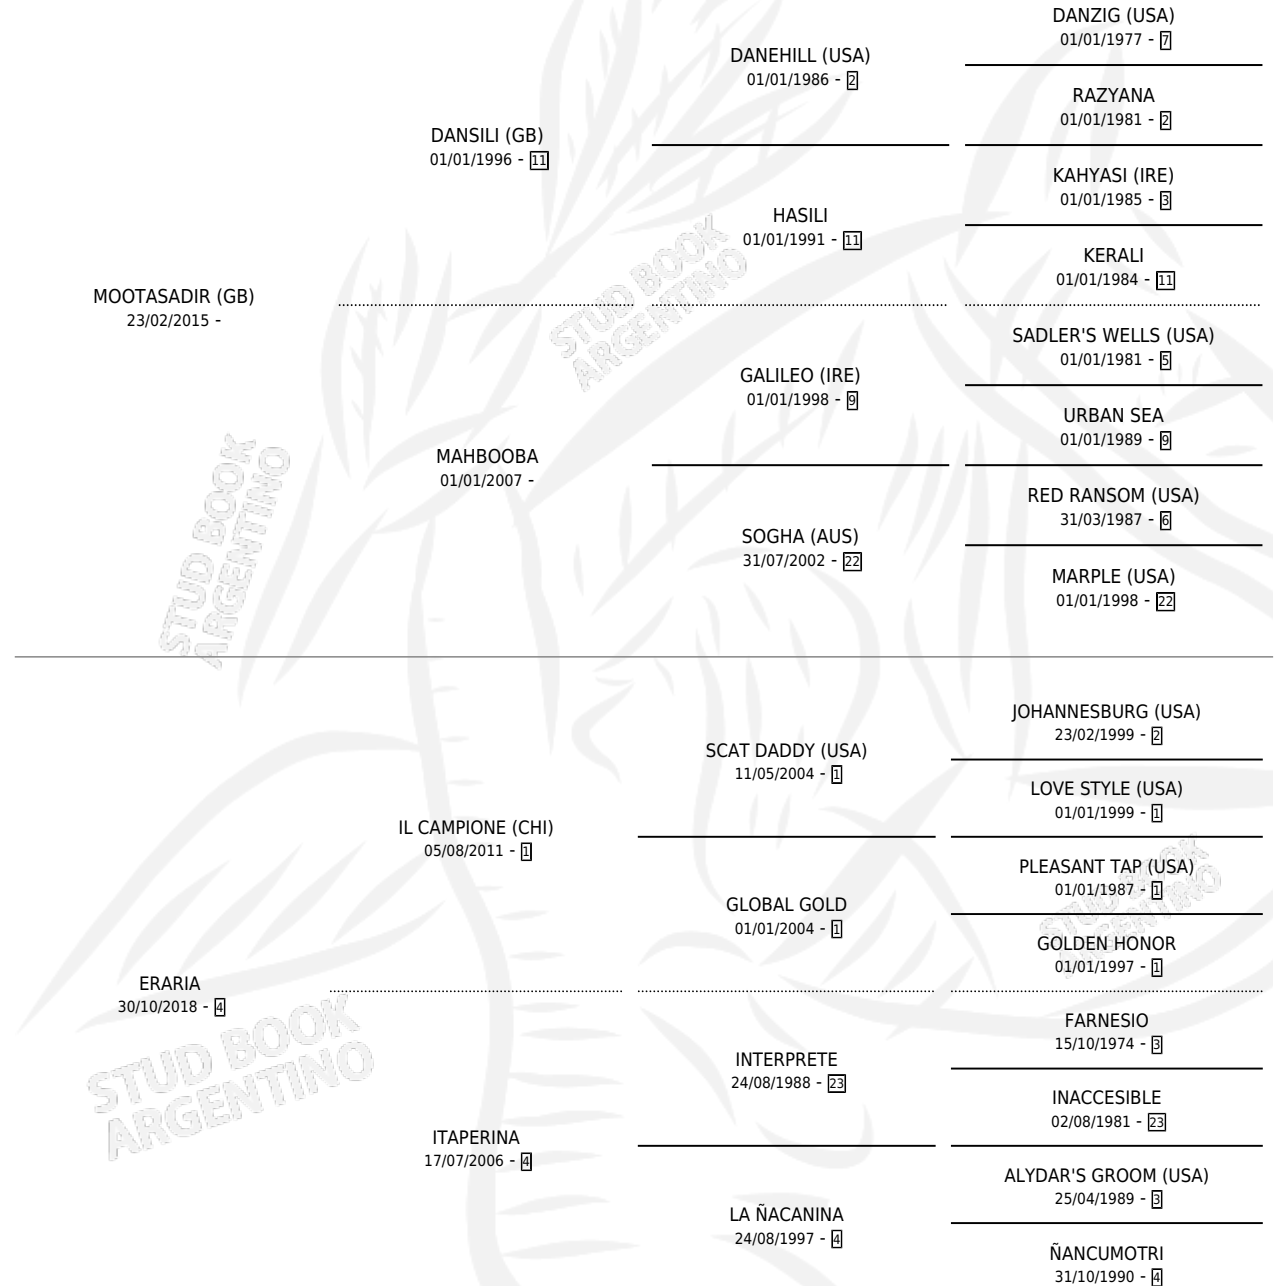 DANZIG (USA)
01/01/1977 - 7
DANEHILL (USA)
01/01/1986 - 2
RAZYANA
01/01/1981 - 2
DANSILI (GB)
01/01/1996 - 11
KAHYASI (IRE)
01/01/1985 - 3
HASILI
01/01/1991 - 11
KERALI
01/01/1984 - 11
MOOTASADIR (GB)
23/02/2015 -
SADLER'S WELLS (USA)
01/01/1981 - 5
GALILEO (IRE)
01/01/1998 - 9
URBAN SEA
01/01/1989 - 9
MAHBOOBA
01/01/2007 -
RED RANSOM (USA)
31/03/1987 - 6
SOGHA (AUS)
31/07/2002 - 22
MARPLE (USA)
01/01/1998 - 22
JOHANNESBURG (USA)
23/02/1999 - 2
SCAT DADDY (USA)
11/05/2004 - 1
LOVE STYLE (USA)
01/01/1999 - 1
IL CAMPIONE (CHI)
05/08/2011 - 1
PLEASANT TAP (USA)
01/01/1987 - 1
GLOBAL GOLD
01/01/2004 - 1
GOLDEN HONOR
01/01/1997 - 1
ERARIA
30/10/2018 - 4
FARNESIO
15/10/1974 - 3
INTERPRETE
24/08/1988 - 23
INACCESIBLE
02/08/1981 - 23
ITAPERINA
17/07/2006 - 4
ALYDAR'S GROOM (USA)
25/04/1989 - 3
LA ÑACANINA
24/08/1997 - 4
ÑANCUMOTRI
31/10/1990 - 4
STUD BOOK
ARGENTINO
STUD BOOK
ARGENTINO
STUD BOOK
ARGENTINO
STUD BOOK
ARGENTINO